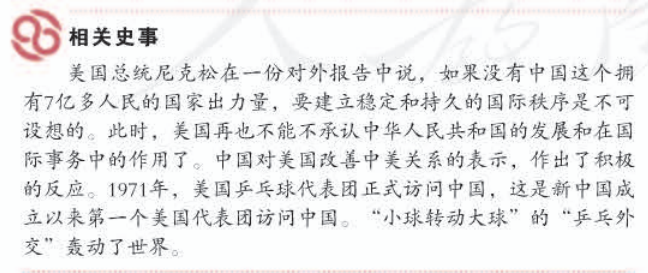 相关史事
美国总统尼克松在一份对外报告中说，如果没有中国这个拥
有7亿多人民的国家出力量，要建立稳定和持久的国际秩序是不可
设想的。此时，美国再也不能不承认中华人民共和国的发展和在国
际事务中的作用了。中国对美国改善中美关系的表示，作出了积极
的反应。1971年，美国乒乓球代表团正式访问中国，这是新中国成
立以来第一个美国代表团访问中国。“小球转动大球”的“乒乓外
交”轰动了世界。